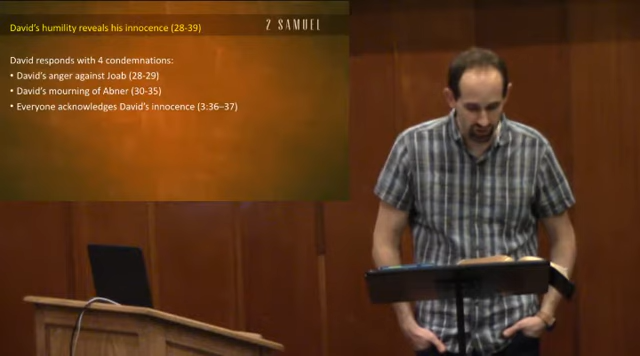 David's humility reveals his innocence (28-39)
2 SAMUEL
David responds with 4 condemnations:
• David's anger against Joab (28-29)
• David's mourning of Abner (30-35)
• Everyone acknowledges David's innocence (3:36–37)